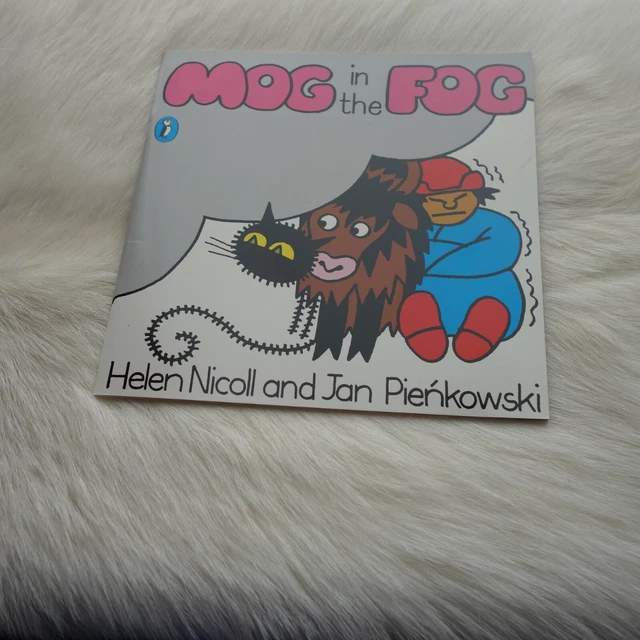 MOG in the FOG
Helen Nicoll and Jan Pieńkowski